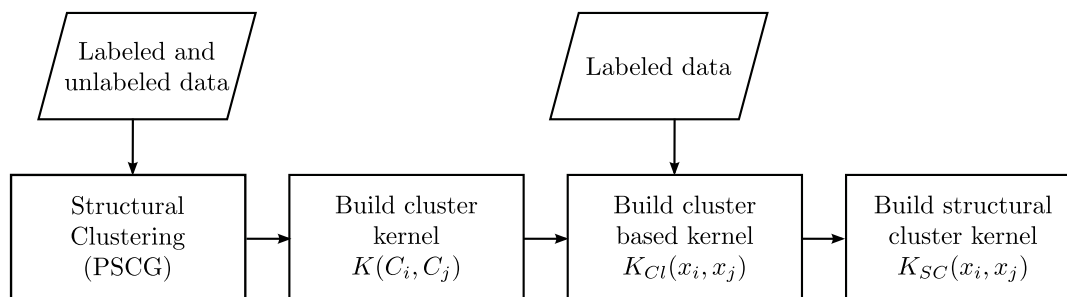 Labeled and
unlabeled data
Labeled data
Structural
Clustering
(PSCG)
Build cluster
kernel
K(C_i, C_j)
Build cluster
based kernel
K_{Cl}(x_i, x_j)
Build structural
cluster kernel
K_{SC}(x_i, x_j)